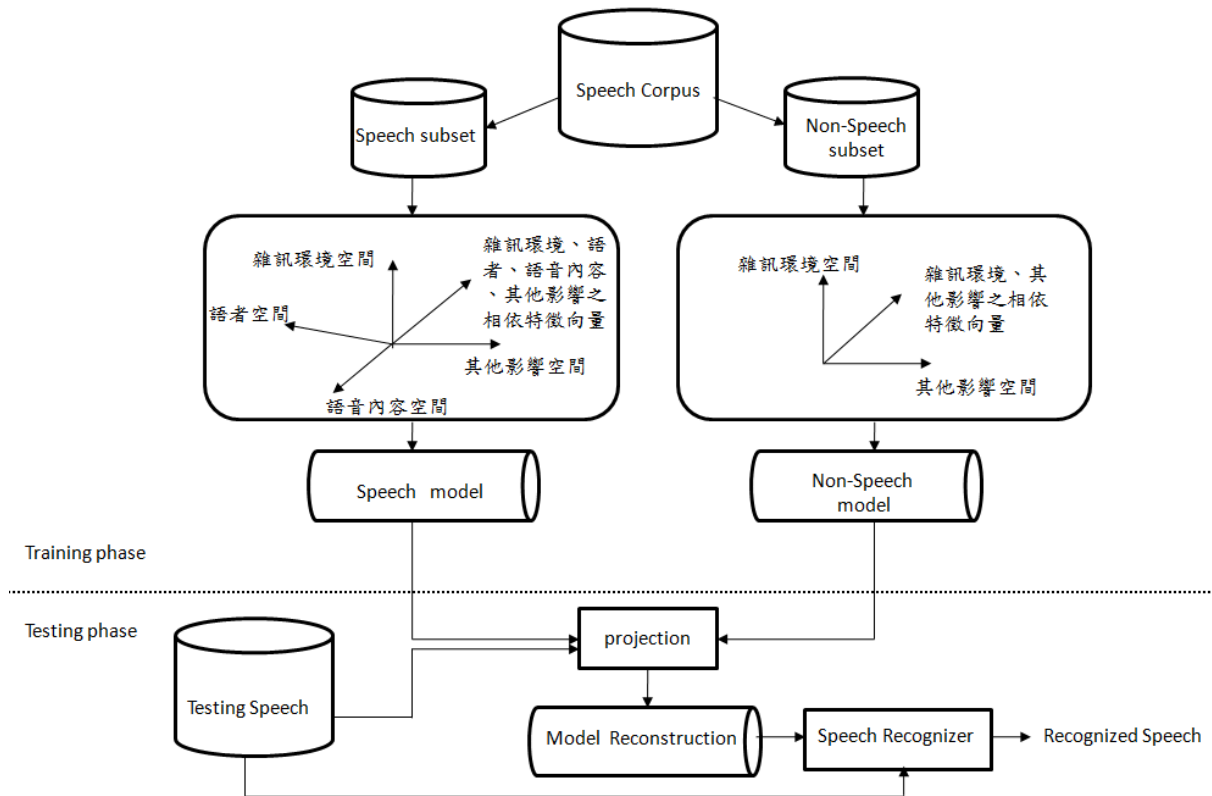 Speech Corpus
Speech subset
Non-Speech
subset
雜訊環境空間
雜訊環境、語
者、語音內容
、其他影響之
相依特徵向量
語者空間
其他影響空間
語音內容空間
雜訊環境空間
雜訊環境、其
他影響之相依
特徵向量
其他影響空間
Speech model
Non-Speech
model
Training phase
Testing phase
projection
Testing Speech
Model Reconstruction
Speech Recognizer
Recognized Speech